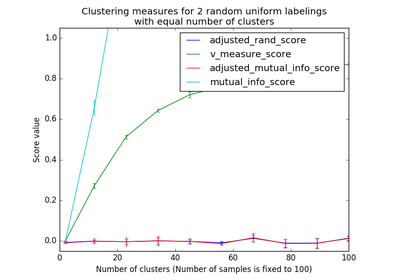 Clustering measures for 2 random uniform labelings
with equal number of clusters
adjusted_rand_score
v_measure_score
adjusted_mutual_info_score
mutual_info_score
Score value
1.0
0.8
0.6
0.4
0.2
0.0
0
20
40
60
80
100
Number of clusters (Number of samples is fixed to 100)